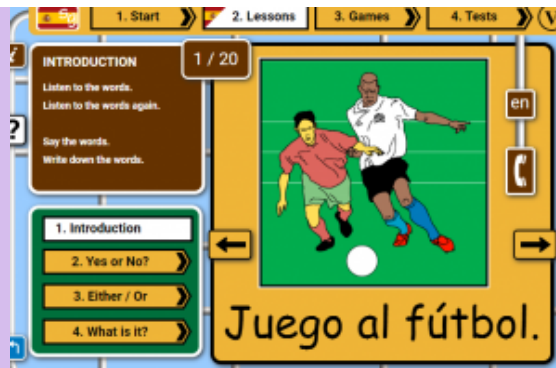 1. Start
2. Lessons
3. Games
4. Tests
INTRODUCTION
1 / 20
Listen to the words.
Listen to the words again.
Say the words.
Write down the words.
en
?
1. Introduction
2. Yes or No?
3. Either / Or
4. What is it?
Juego al fútbol.